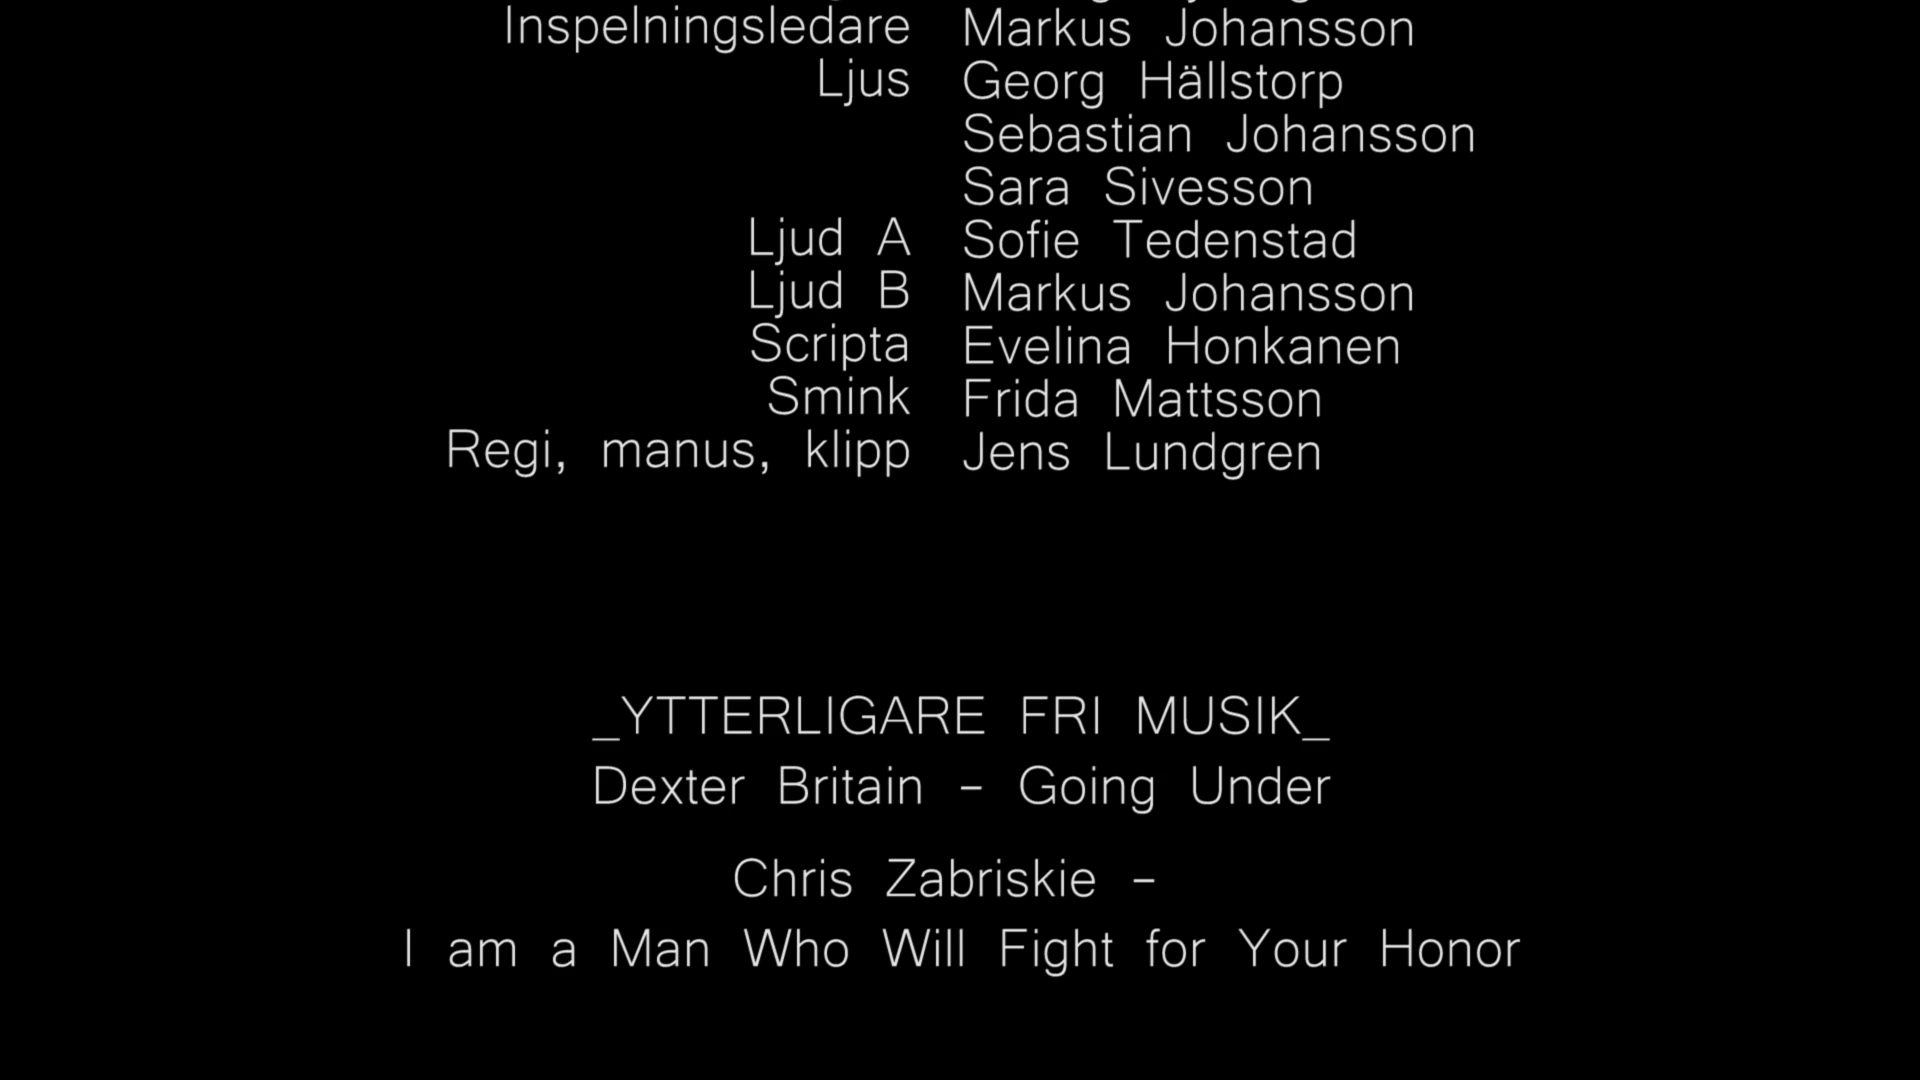 Inspelningsledare Markus Johansson
Ljus Georg Hällstorp
Sebastian Johansson
Sara Sivesson
Ljud A Sofie Tedenstad
Ljud B Markus Johansson
Scripta Evelina Honkanen
Smink Frida Mattsson
Regi, manus, klipp Jens Lundgren
_YTTERLIGARE FRI MUSIK_
Dexter Britain – Going Under
Chris Zabriskie –
I am a Man Who Will Fight for Your Honor